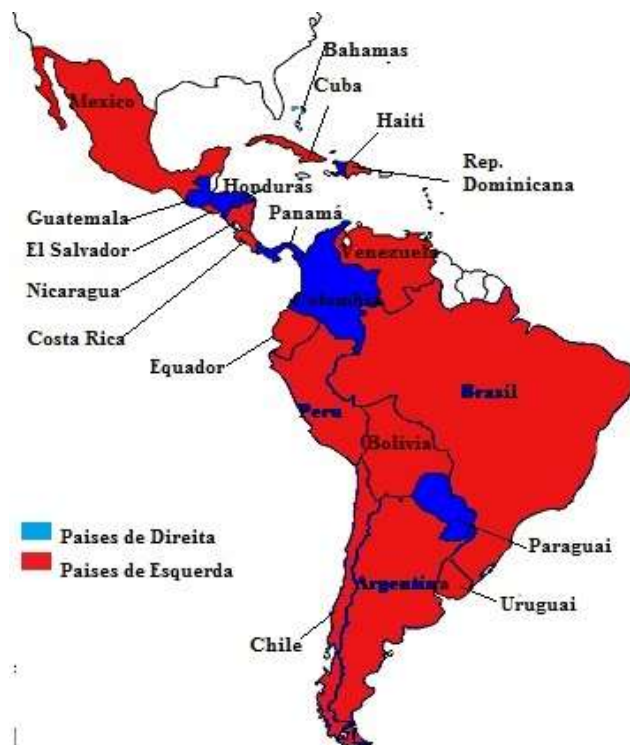 Bahamas
Cuba
Mexico
Haiti
Rep.
Dominicana
Honduras
Guatemala
Panamá
El Salvador
Venezuela
Nicaragua
Colombia
Costa Rica
Equador
Brasil
Peru
Bolivia
Paises de Direita
Paraguai
Paises de Esquerda
Argentina
Uruguai
Chile